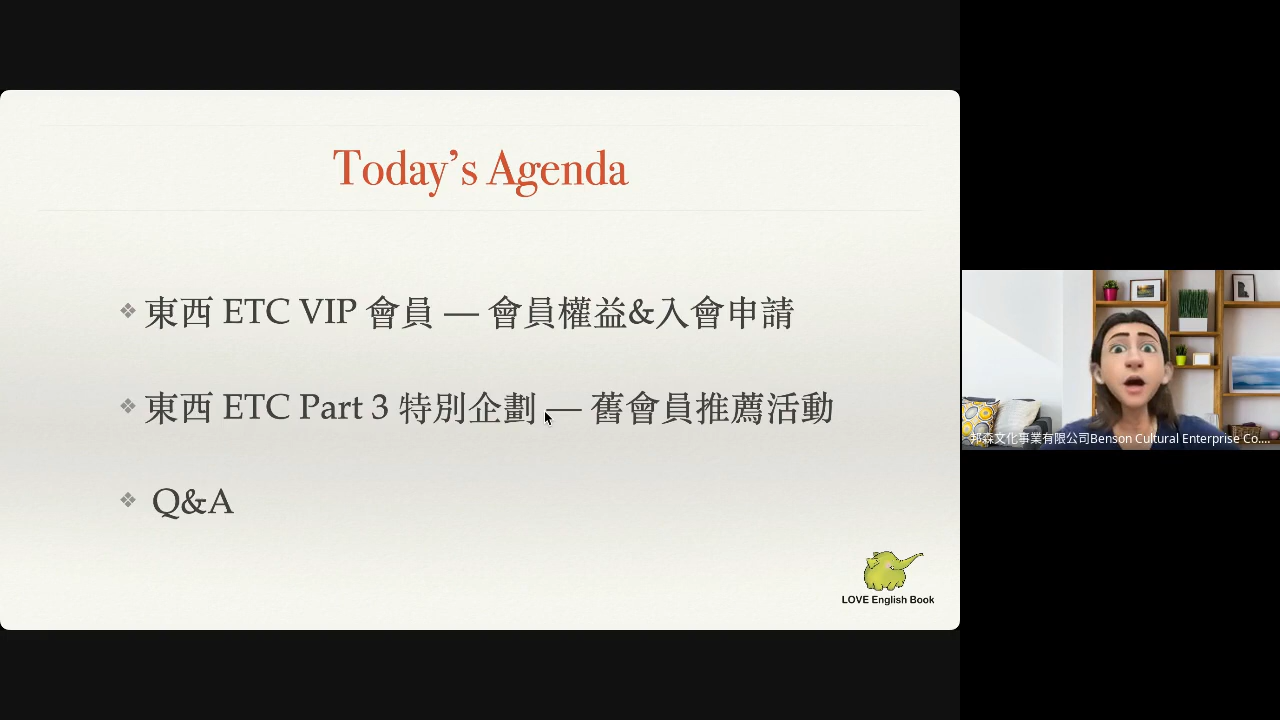 Today's Agenda
東西 ETC VIP 會員 — 會員權益&入會申請
東西 ETC Part 3 特別企劃 — 舊會員推薦活動
Q&A
LOVE English Book
邦森文化事業有限公司Benson Cultural Enterprise Co....